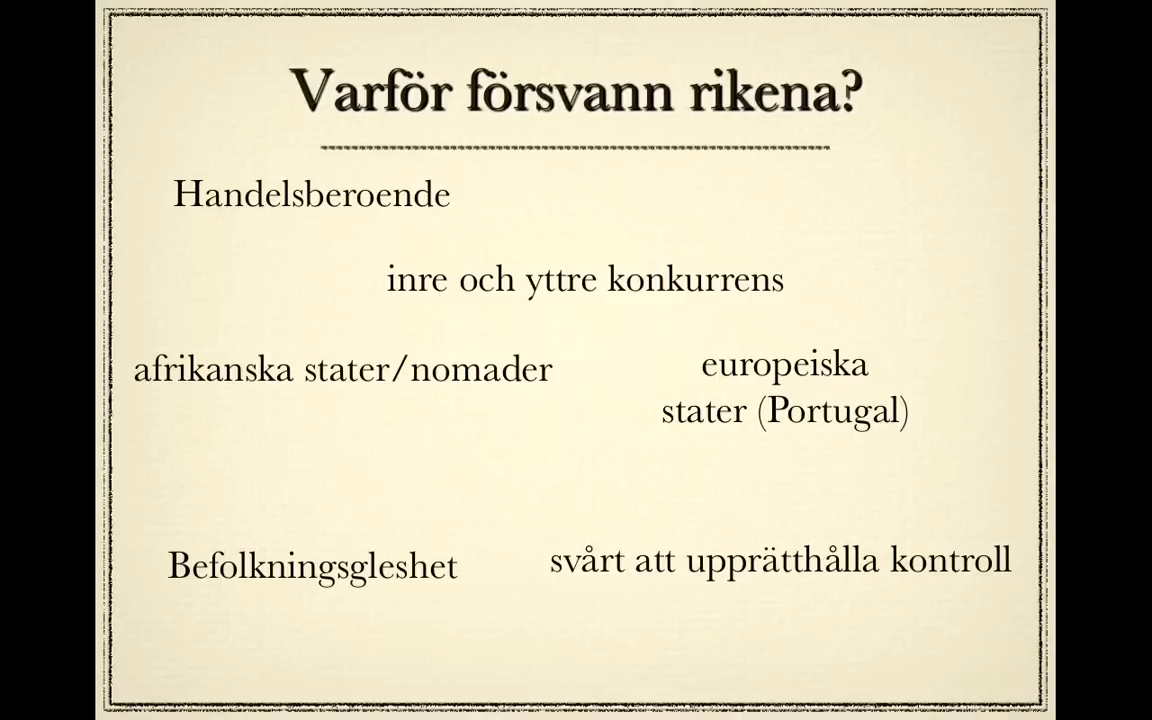 Varför försvann rikena?
Handelsberoende
inre och yttre konkurrens
afrikanska stater/nomader
europeiska
stater (Portugal)
Befolkningsgleshet
svårt att upprätthålla kontroll